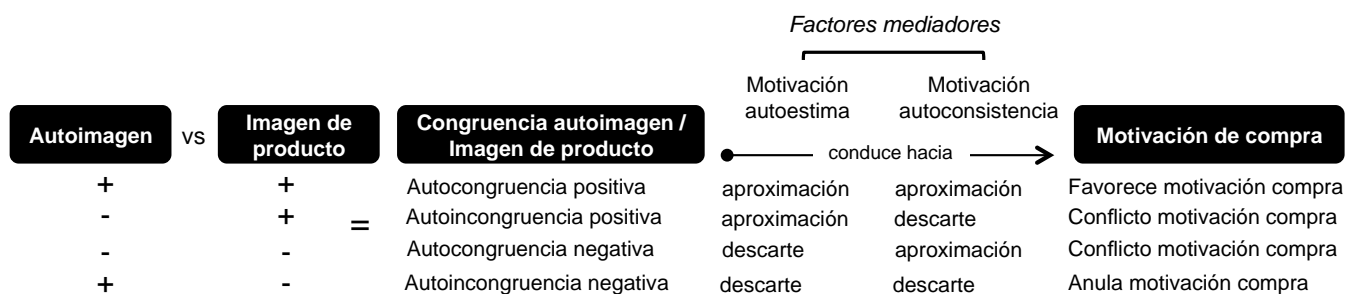 Factores mediadores
Motivación autoestima
Motivación autoconsistencia
Autoimagen vs Imagen de producto Congruencia autoimagen / Imagen de producto conduce hacia Motivación de compra
+ + Autocongruencia positiva aproximación aproximación Favorece motivación compra
- + = Autoincongruencia positiva aproximación descarte Conflicto motivación compra
- - Autocongruencia negativa descarte aproximación Conflicto motivación compra
+ - Autoincongruencia negativa descarte descarte Anula motivación compra